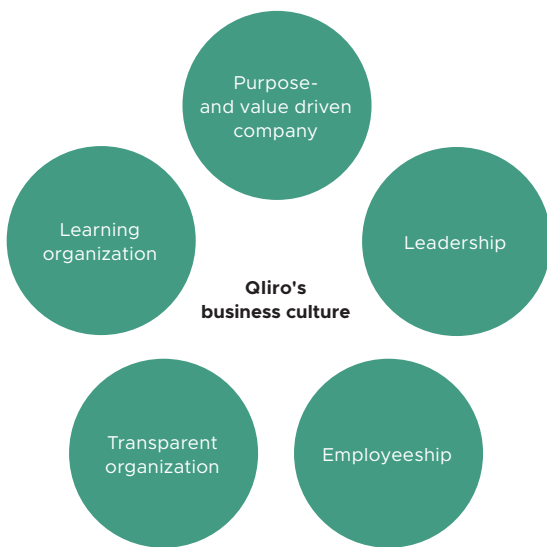 Purpose-
and value driven
company
Learning
organization
Leadership
Qliro's
business culture
Transparent
organization
Employeeship